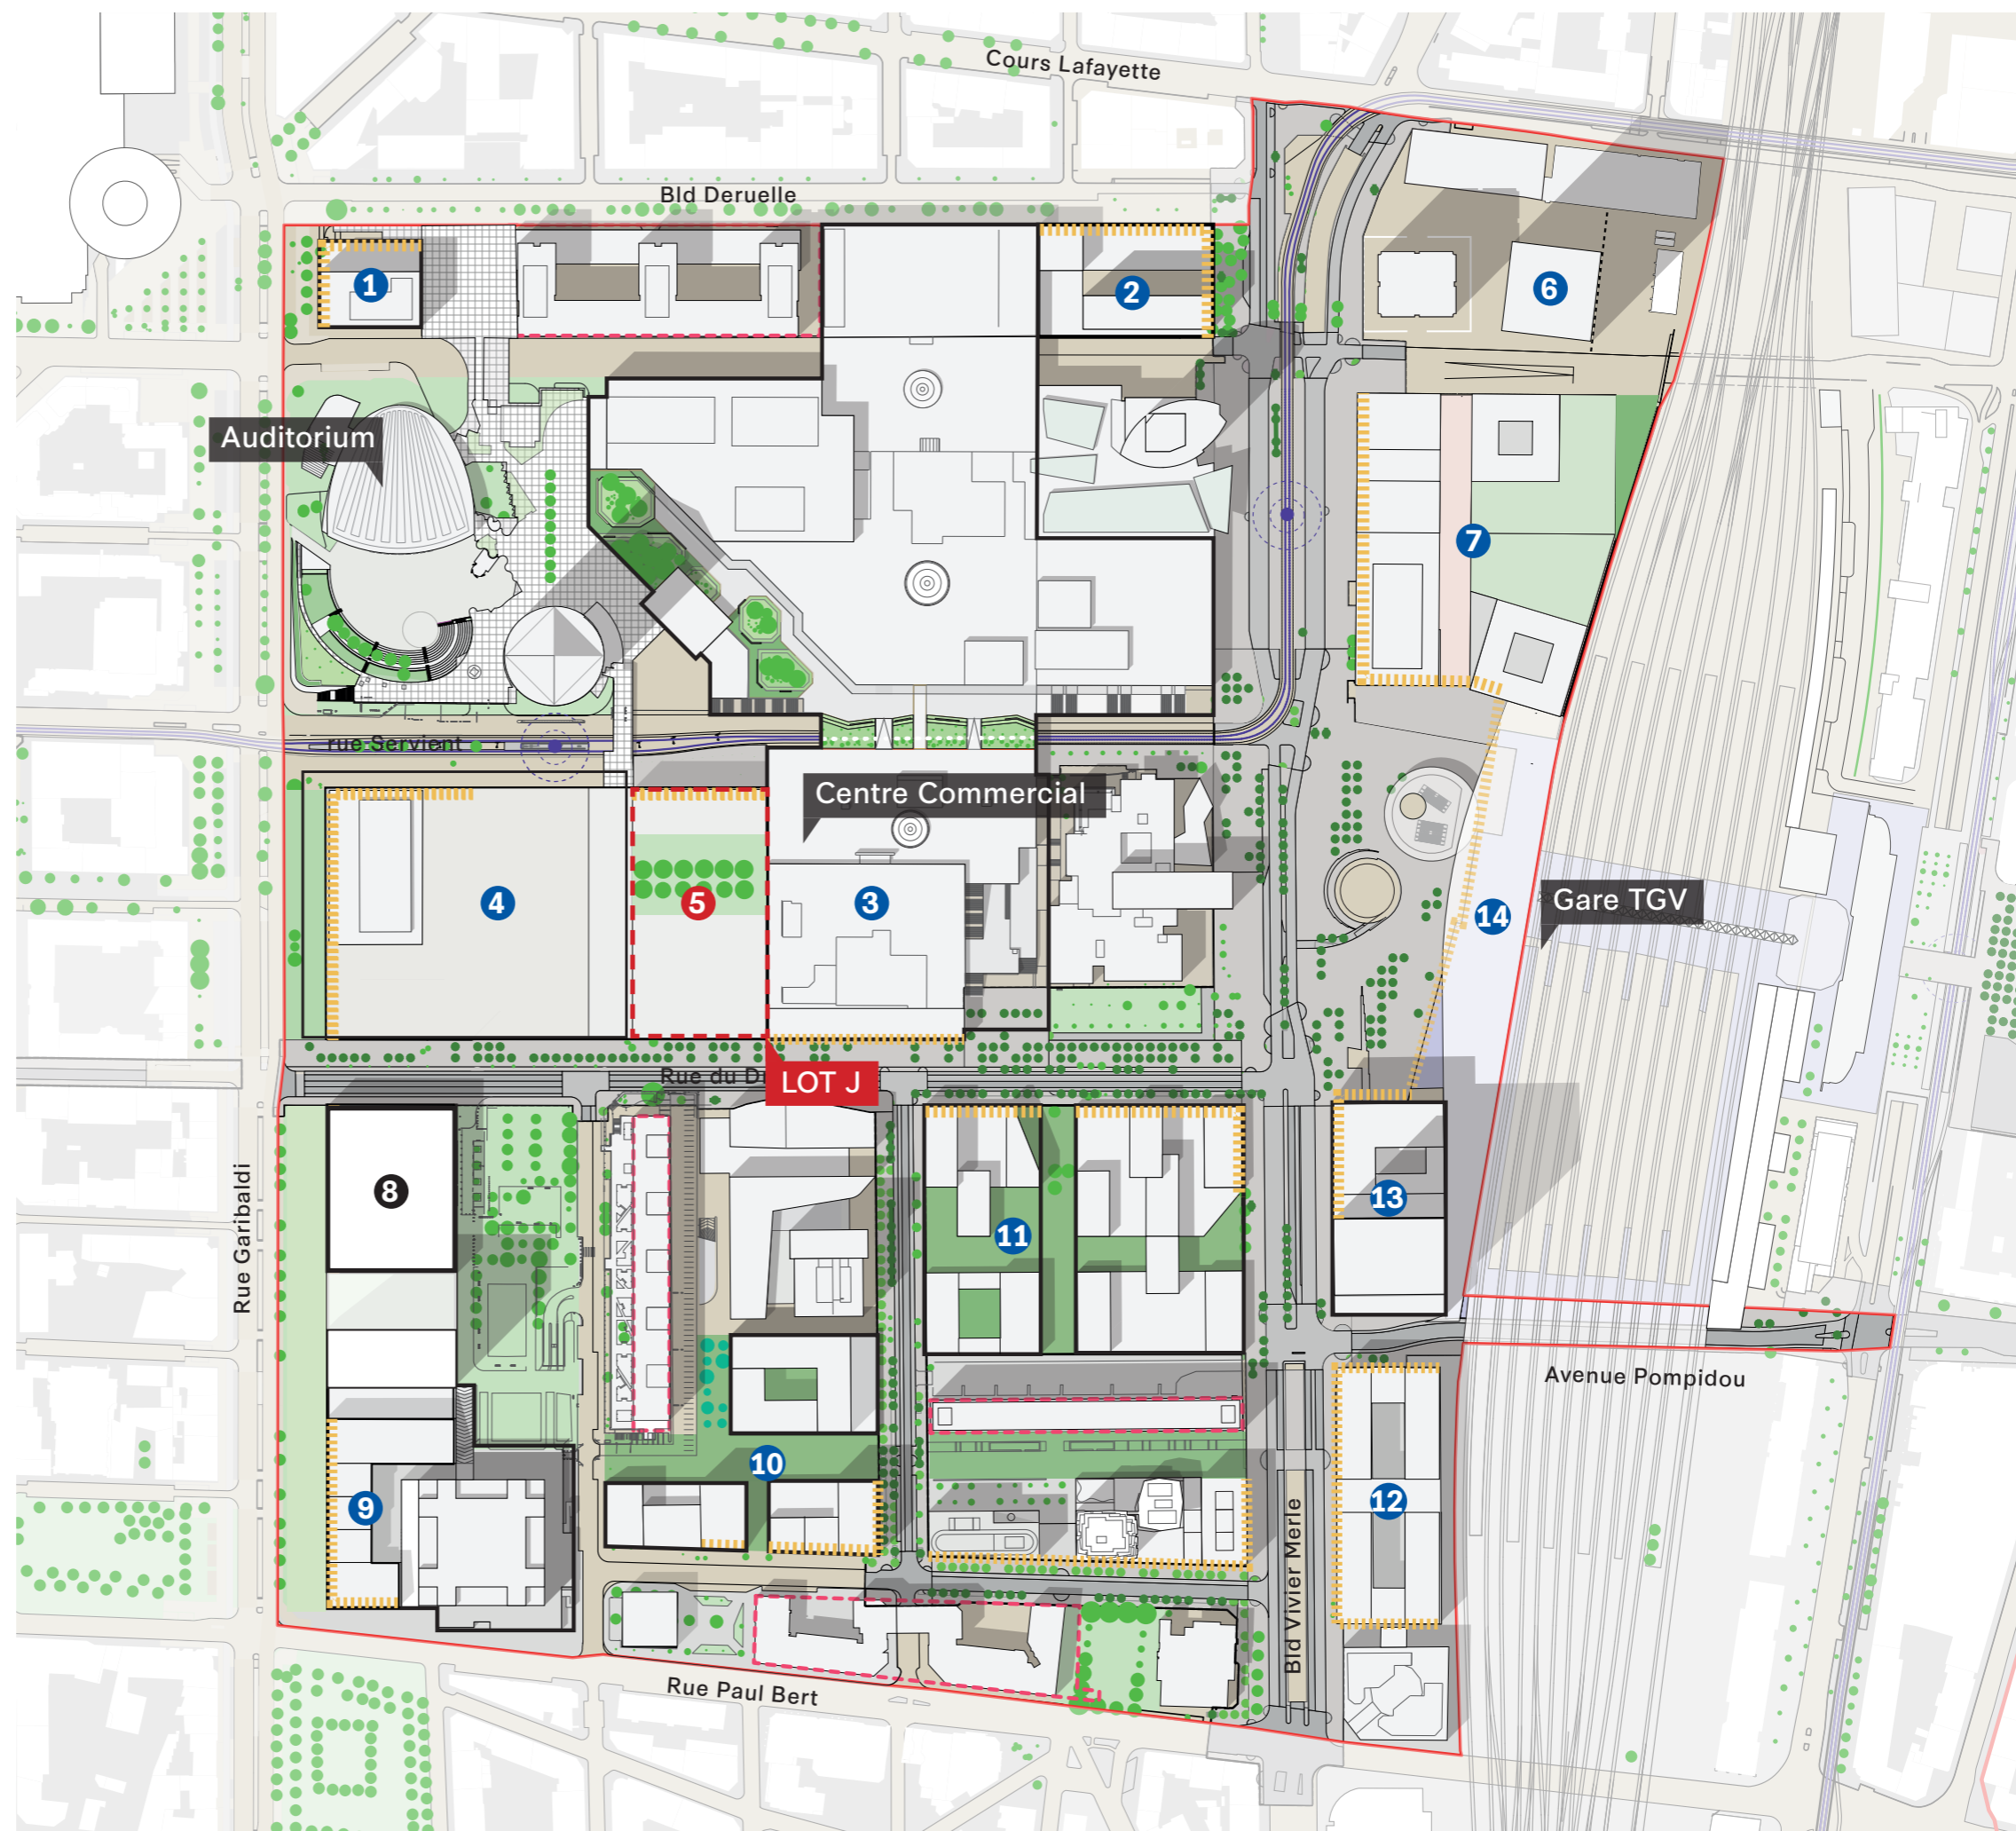 Cours Lafayette
Bld Deruelle
1
2
6
Auditorium
7
rue Servient
Centre Commercial
4
5
3
14
Gare TGV
Rue du D
LOT J
8
Rue Garibaldi
11
13
Avenue Pompidou
10
9
12
Bld Vivier Merle
Rue Paul Bert